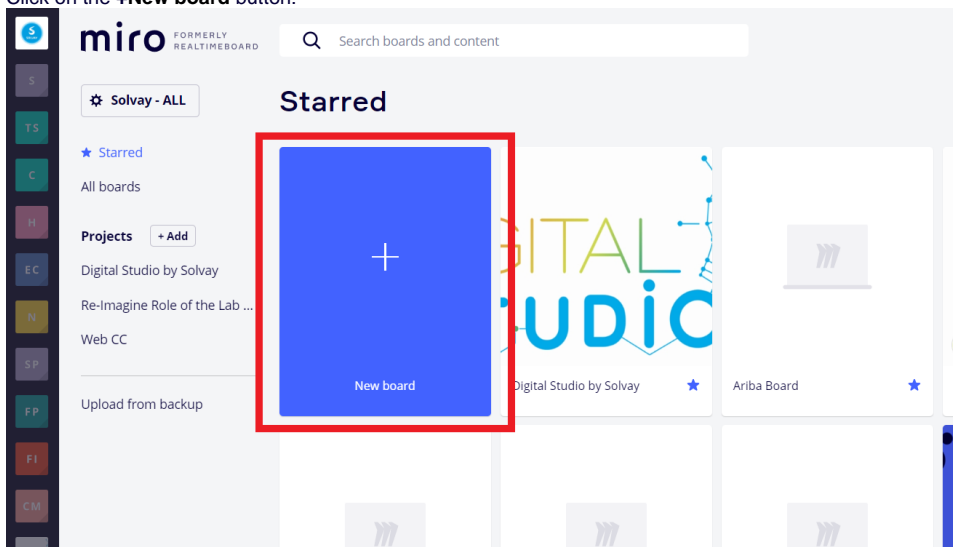 Click on the +New board button.
S
miro FORMERLY
REALTIMEBOARD
Search boards and content
S
Solvay - ALL
Starred
TS
Starred
C
All boards
H
Projects + Add
EC
Digital Studio by Solvay
N
Re-Imagine Role of the Lab ...
Web CC
SP
New board
Digital Studio by Solvay
Ariba Board
FP
Upload from backup
FI
CM
GITAL
UDiO